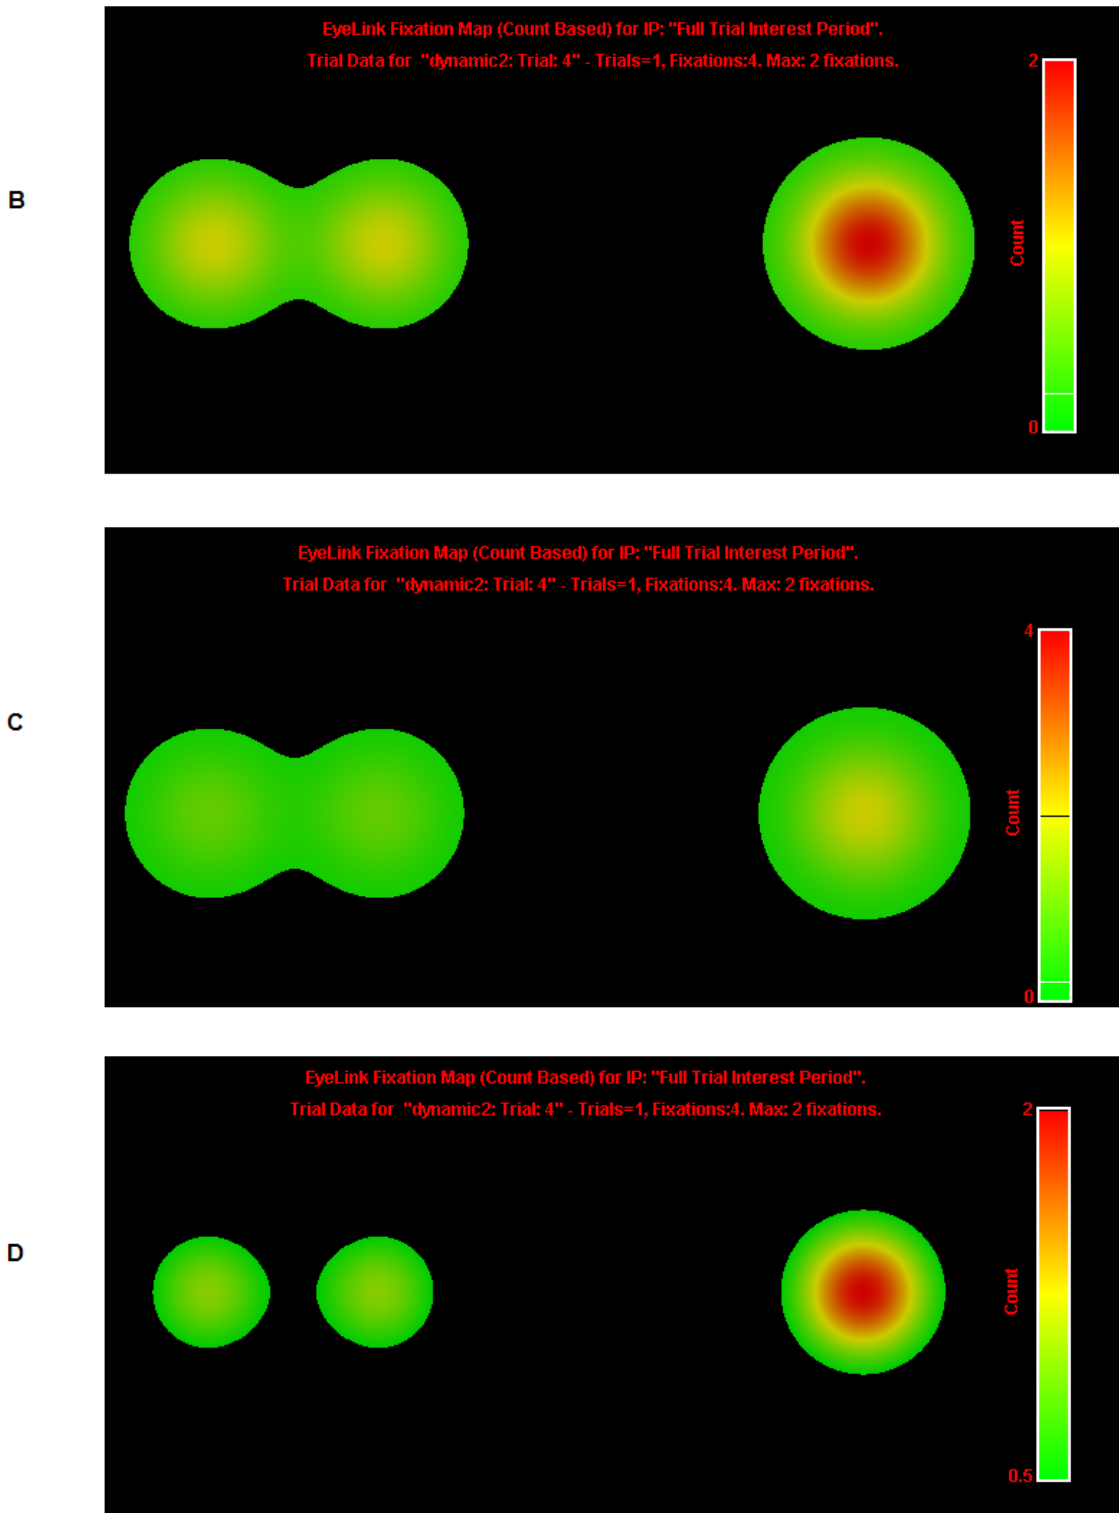 B
EyeLink Fixation Map (Count Based) for IP: "Full Trial Interest Period".
Trial Data for "dynamic2: Trial: 4" - Trials=1, Fixations:4. Max: 2 fixations.
2
Count
0
C
EyeLink Fixation Map (Count Based) for IP: "Full Trial Interest Period".
Trial Data for "dynamic2: Trial: 4" - Trials=1, Fixations:4. Max: 2 fixations.
4
Count
0
D
EyeLink Fixation Map (Count Based) for IP: "Full Trial Interest Period".
Trial Data for "dynamic2: Trial: 4" - Trials=1, Fixations:4. Max: 2 fixations.
2
Count
0.5